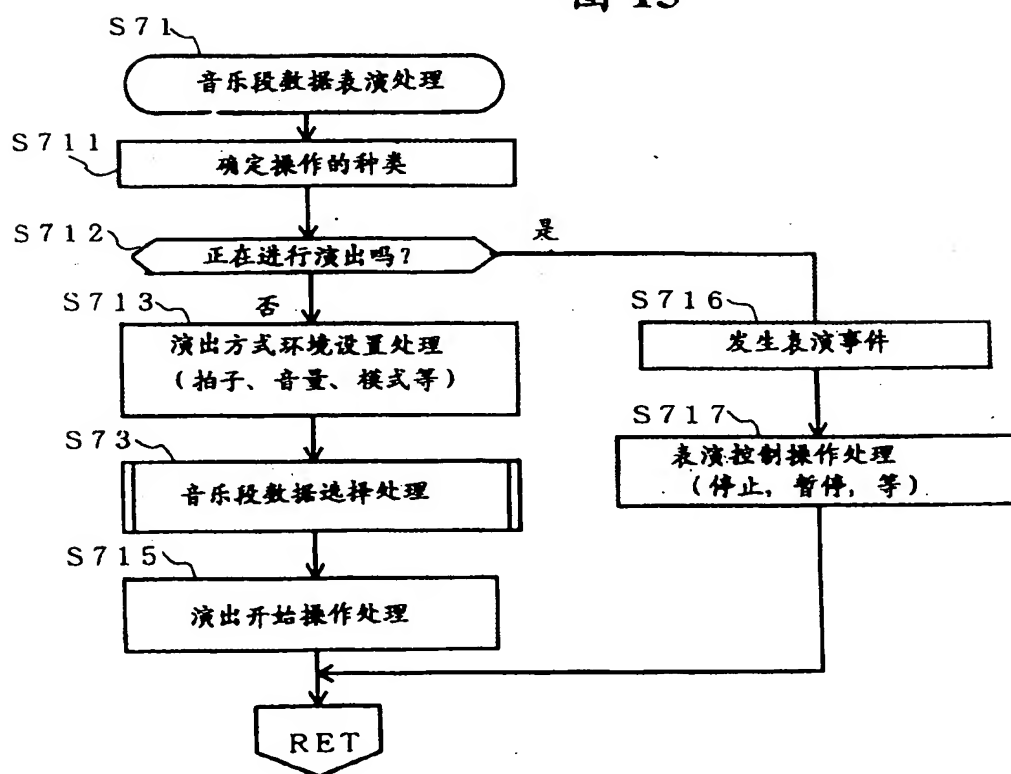 图 13
S71
音乐段数据表演处理
S711
确定操作的种类
S712
正在进行演出吗?
是
否
S713
演出方式环境设置处理
(拍子、音量、模式等)
S716
发生表演事件
S717
表演控制操作处理
(停止, 暂停, 等)
S73
音乐段数据选择处理
S715
演出开始操作处理
RET